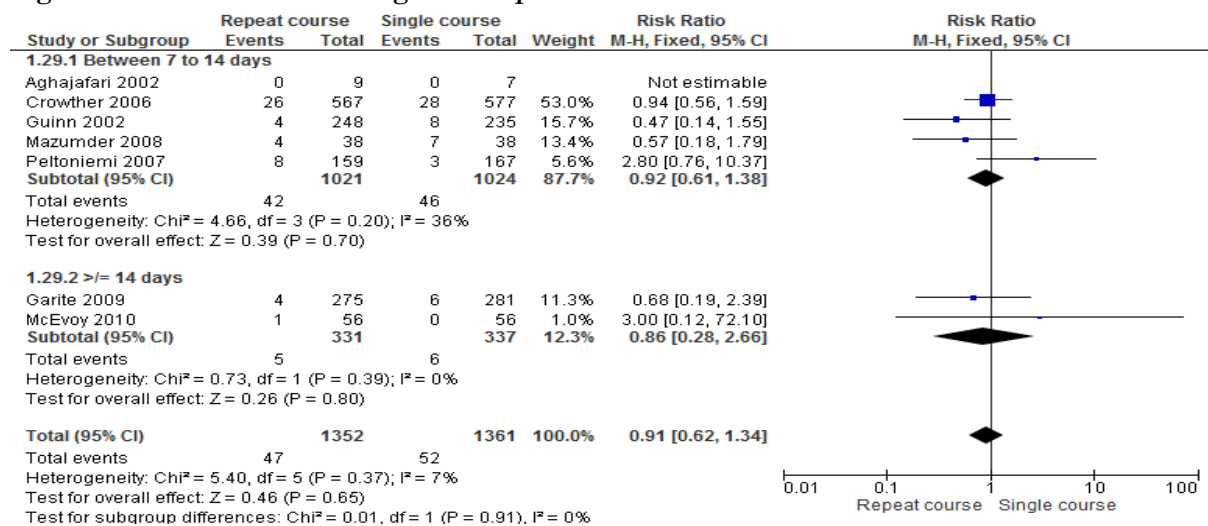 Repeat course Single course Risk Ratio Risk Ratio
Study or Subgroup Events Total Events Total Weight M-H, Fixed, 95% CI M-H, Fixed, 95% CI
1.29.1 Between 7 to 14 days
Aghajafari 2002 0 9 0 7 Not estimable
Crowther 2006 26 567 28 577 53.0% 0.94 [0.56, 1.59]
Guinn 2002 4 248 8 235 15.7% 0.47 [0.14, 1.55]
Mazumder 2008 4 38 7 38 13.4% 0.57 [0.18, 1.79]
Peltoniemi 2007 8 159 3 167 5.6% 2.80 [0.76, 10.37]
Subtotal (95% CI) 1021 1024 87.7% 0.92 [0.61, 1.38]
Total events 42 46
Heterogeneity: Chi² = 4.66, df = 3 (P = 0.20); I² = 36%
Test for overall effect: Z = 0.39 (P = 0.70)
1.29.2 >/= 14 days
Garite 2009 4 275 6 281 11.3% 0.68 [0.19, 2.39]
McEvoy 2010 1 56 0 56 1.0% 3.00 [0.12, 72.10]
Subtotal (95% CI) 331 337 12.3% 0.86 [0.28, 2.66]
Total events 5 6
Heterogeneity: Chi² = 0.73, df = 1 (P = 0.39); I² = 0%
Test for overall effect: Z = 0.26 (P = 0.80)
Total (95% CI) 1352 1361 100.0% 0.91 [0.62, 1.34]
Total events 47 52
Heterogeneity: Chi² = 5.40, df = 5 (P = 0.37); I² = 7%
Test for overall effect: Z = 0.46 (P = 0.65)
Test for subgroup differences: Chi² = 0.01, df = 1 (P = 0.91), I² = 0%
0.01 0.1 1 10 100
Repeat course Single course